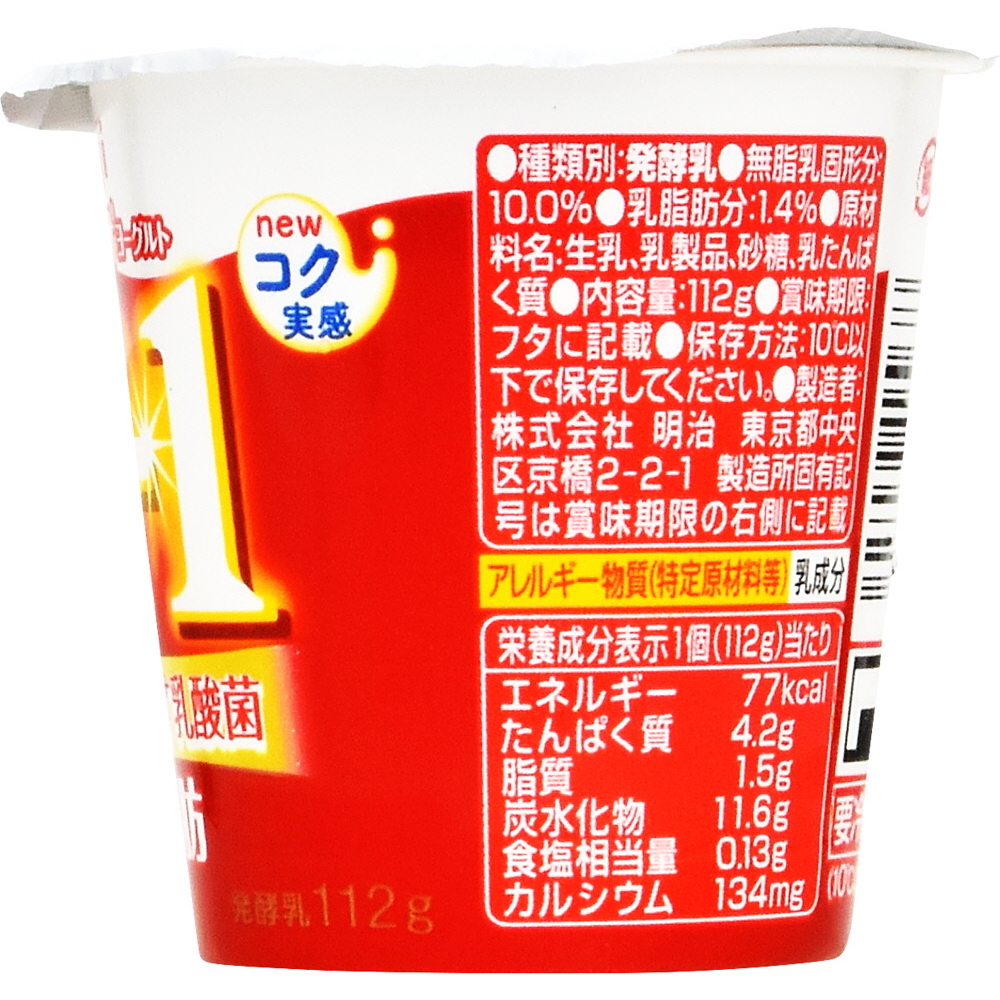 ヨーグルト
1
new
コク
実感
乳酸菌
肪
発酵乳112g
●種類別:発酵乳●無脂乳固形分:
10.0%●乳脂肪分:1.4%●原材
料名:生乳、乳製品、砂糖、乳たんぱ
く質●内容量:112g●賞味期限:
フタに記載●保存方法:10℃以
下で保存してください。●製造者:
株式会社 明治 東京都中央
区京橋2-2-1 製造所固有記
号は賞味期限の右側に記載
アレルギー物質(特定原材料等) 乳成分
栄養成分表示1個(112g)当たり
エネルギー 77kcal
たんぱく質 4.2g
脂質 1.5g
炭水化物 11.6g
食塩相当量 0.13g
カルシウム 134mg
要冷
(10℃